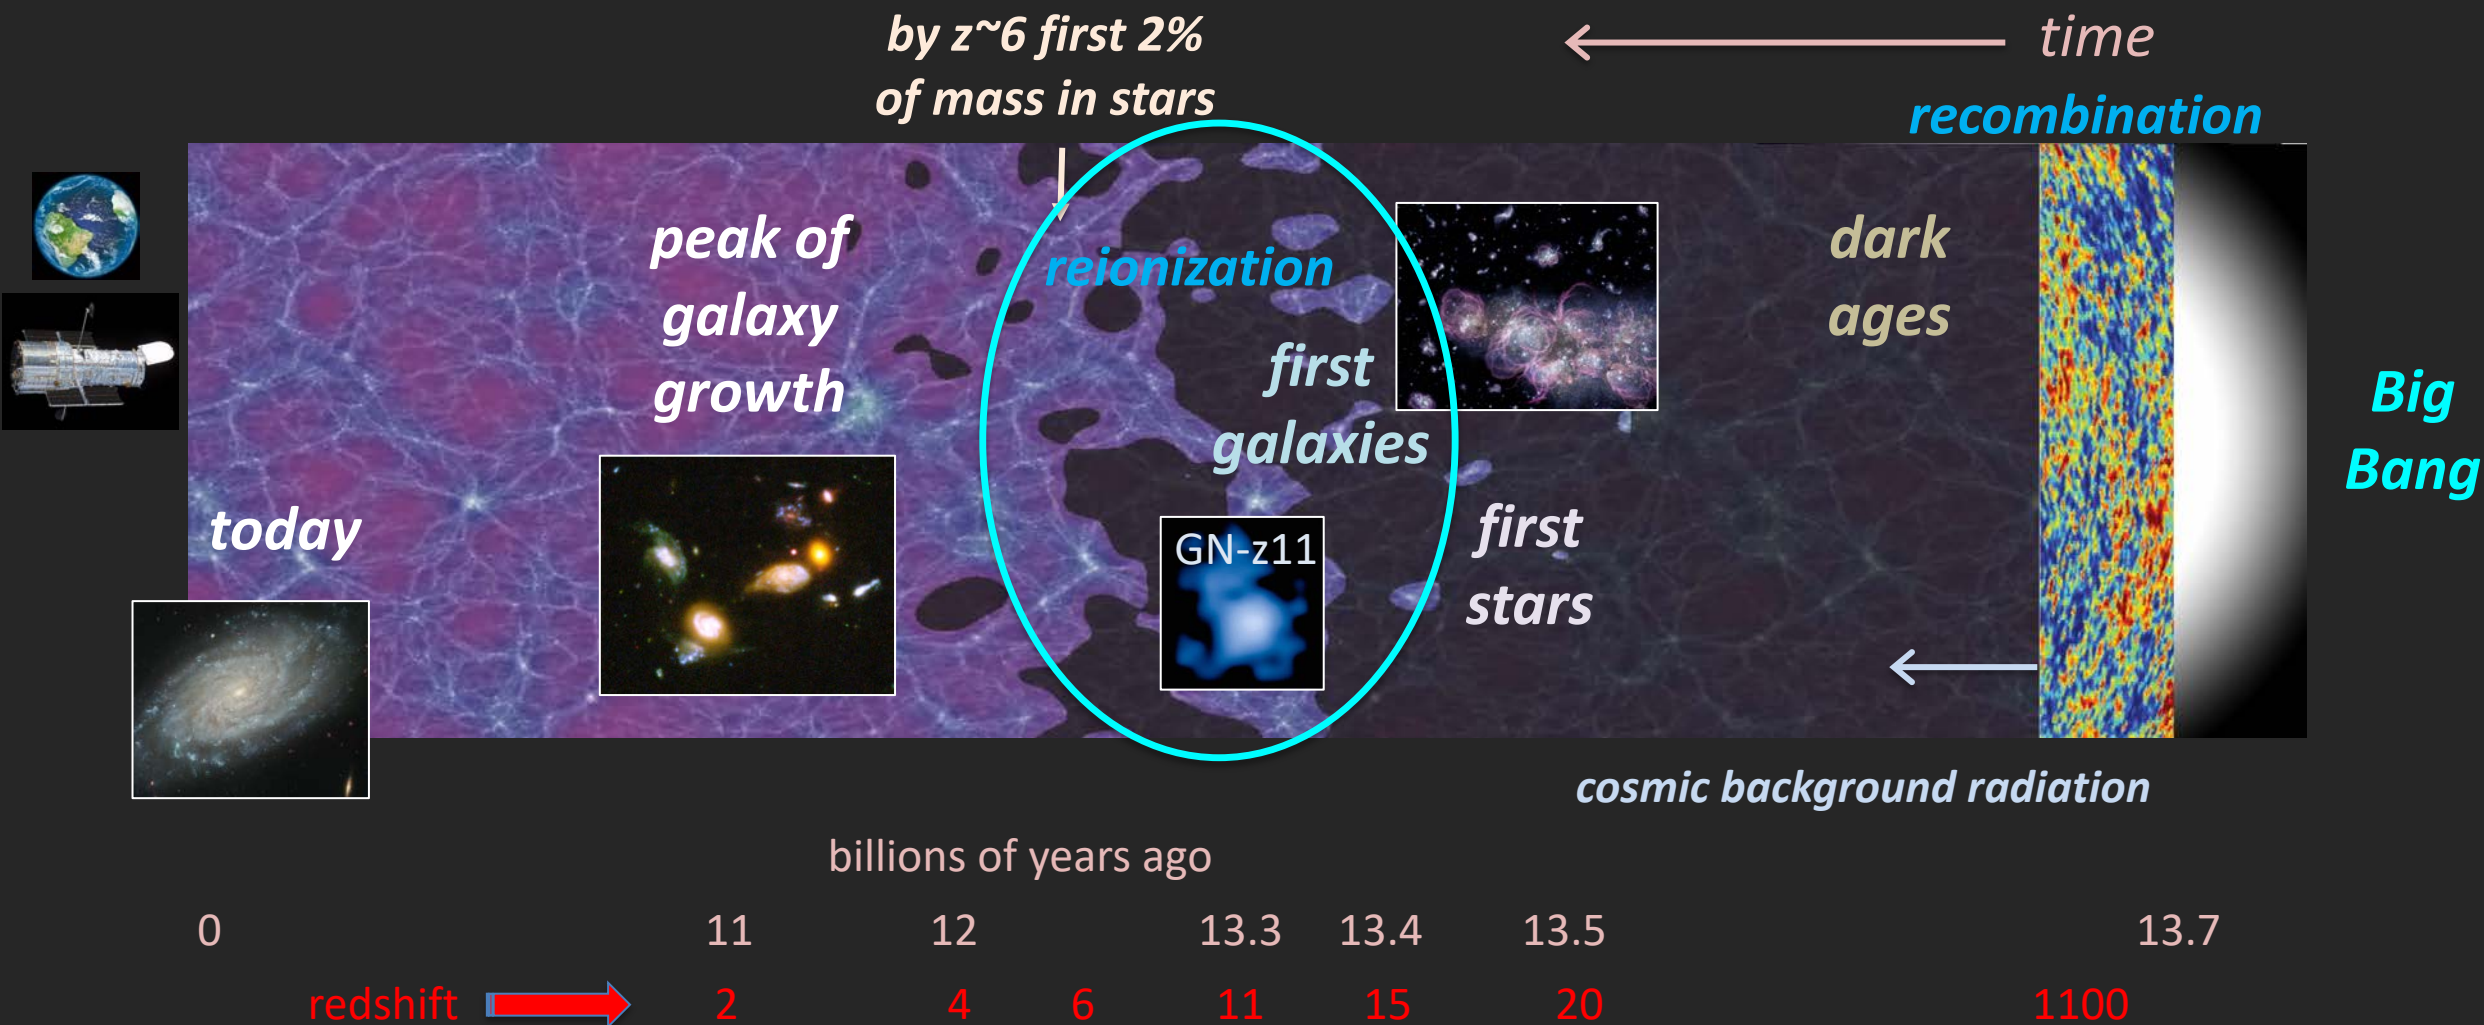 by z~6 first 2%
of mass in stars
time
recombination
peak of
galaxy
growth
reionization
first
galaxies
dark
ages
Big
Bang
today
GN-z11
first
stars
cosmic background radiation
billions of years ago
0 11 12 13.3 13.4 13.5 13.7
redshift 2 4 6 11 15 20 1100